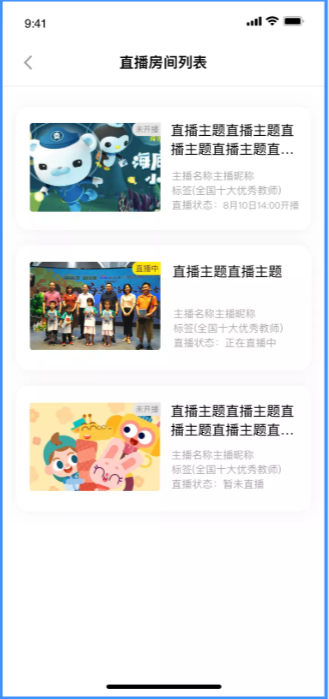 9:41
直播房间列表
未开播
直播主题直播主题直
播主题直播主题直...
主播名称主播昵称
标签(全国十大优秀教师)
直播状态：8月10日14:00开播
直播中
直播主题直播主题
主播名称主播昵称
标签(全国十大优秀教师)
直播状态：正在直播中
未开播
直播主题直播主题直
播主题直播主题直...
主播名称主播昵称
标签(全国十大优秀教师)
直播状态：暂未直播